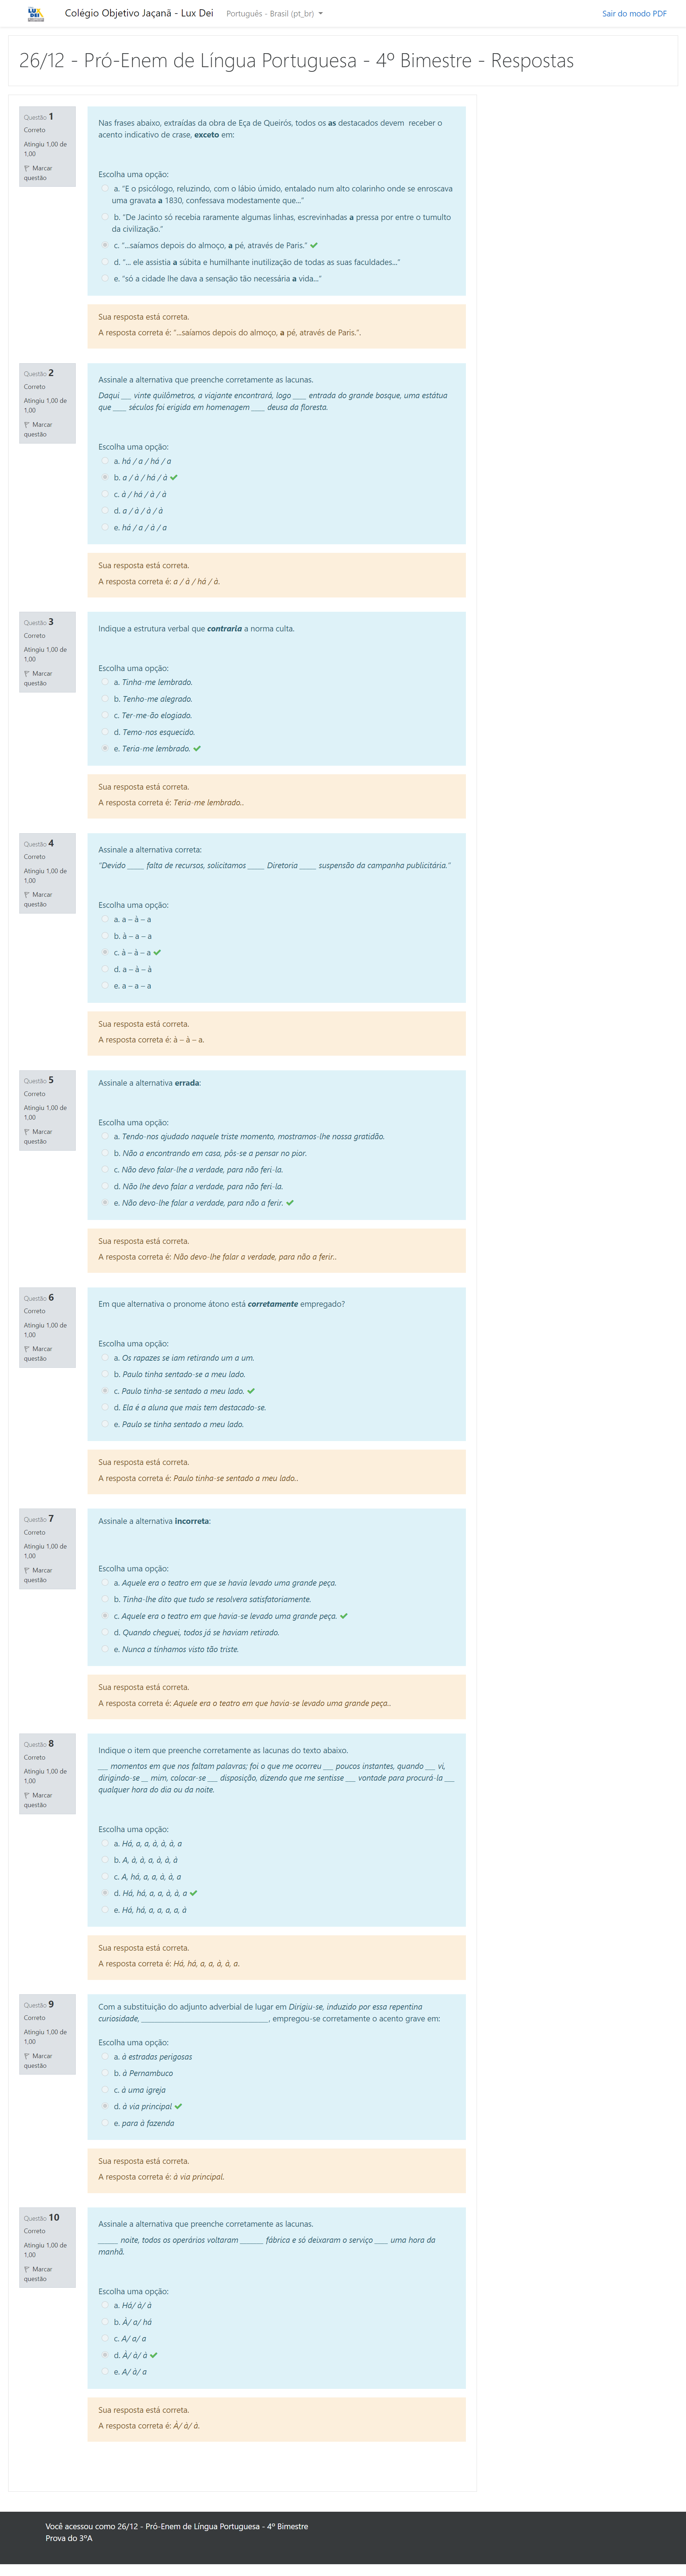 LUX DEI
Colégio Objetivo Jaçanã - Lux Dei
Português - Brasil (pt_br)
Sair do modo PDF
26/12 - Pró-Enem de Língua Portuguesa - 4º Bimestre - Respostas
Questão 1
Correto
Atingiu 1,00 de
1,00
Marcar
questão
Nas frases abaixo, extraídas da obra de Eça de Queirós, todos os as destacados devem receber o
acento indicativo de crase, exceto em:
Escolha uma opção:
a. "E o psicólogo, reluzindo, com o lábio úmido, entalado num alto colarinho onde se enroscava
uma gravata a 1830, confessava modestamente que..."
b. "De Jacinto só recebia raramente algumas linhas, escrevinhadas a pressa por entre o tumulto
da civilização."
c. "...saíamos depois do almoço, a pé, através de Paris."
d. "... ele assistia a súbita e humilhante inutilização de todas as suas faculdades..."
e. "só a cidade lhe dava a sensação tão necessária a vida..."
Sua resposta está correta.
A resposta correta é: "...saíamos depois do almoço, a pé, através de Paris.".
Questão 2
Correto
Atingiu 1,00 de
1,00
Marcar
questão
Assinale a alternativa que preenche corretamente as lacunas.
Daqui ___ vinte quilômetros, a viajante encontrará, logo ____ entrada do grande bosque, uma estátua
que ____ séculos foi erigida em homenagem ____ deusa da floresta.
Escolha uma opção:
a. há / a / há / a
b. a / à / há / à
c. à / há / à / à
d. a / à / à / à
e. há / a / à / a
Sua resposta está correta.
A resposta correta é: a / à / há / à.
Questão 3
Correto
Atingiu 1,00 de
1,00
Marcar
questão
Indique a estrutura verbal que contraria a norma culta.
Escolha uma opção:
a. Tinha-me lembrado.
b. Tenho-me alegrado.
c. Ter-me-ão elogiado.
d. Temo-nos esquecido.
e. Teria-me lembrado.
Sua resposta está correta.
A resposta correta é: Teria-me lembrado..
Questão 4
Correto
Atingiu 1,00 de
1,00
Marcar
questão
Assinale a alternativa correta:
"Devido _____ falta de recursos, solicitamos _____ Diretoria _____ suspensão da campanha publicitária."
Escolha uma opção:
a. a – à – a
b. à – a – a
c. à – à – a
d. a – à – à
e. a – a – a
Sua resposta está correta.
A resposta correta é: à – à – a.
Questão 5
Correto
Atingiu 1,00 de
1,00
Marcar
questão
Assinale a alternativa errada:
Escolha uma opção:
a. Tendo-nos ajudado naquele triste momento, mostramos-lhe nossa gratidão.
b. Não a encontrando em casa, pôs-se a pensar no pior.
c. Não devo falar-lhe a verdade, para não feri-la.
d. Não lhe devo falar a verdade, para não feri-la.
e. Não devo-lhe falar a verdade, para não a ferir.
Sua resposta está correta.
A resposta correta é: Não devo-lhe falar a verdade, para não a ferir..
Questão 6
Correto
Atingiu 1,00 de
1,00
Marcar
questão
Em que alternativa o pronome átono está corretamente empregado?
Escolha uma opção:
a. Os rapazes se iam retirando um a um.
b. Paulo tinha sentado-se a meu lado.
c. Paulo tinha-se sentado a meu lado.
d. Ela é a aluna que mais tem destacado-se.
e. Paulo se tinha sentado a meu lado.
Sua resposta está correta.
A resposta correta é: Paulo tinha-se sentado a meu lado..
Questão 7
Correto
Atingiu 1,00 de
1,00
Marcar
questão
Assinale a alternativa incorreta:
Escolha uma opção:
a. Aquele era o teatro em que se havia levado uma grande peça.
b. Tinha-lhe dito que tudo se resolvera satisfatoriamente.
c. Aquele era o teatro em que havia-se levado uma grande peça.
d. Quando cheguei, todos já se haviam retirado.
e. Nunca a tínhamos visto tão triste.
Sua resposta está correta.
A resposta correta é: Aquele era o teatro em que havia-se levado uma grande peça..
Questão 8
Correto
Atingiu 1,00 de
1,00
Marcar
questão
Indique o item que preenche corretamente as lacunas do texto abaixo.
___ momentos em que nos faltam palavras; foi o que me ocorreu ___ poucos instantes, quando ___ vi,
dirigindo-se __ mim, colocar-se ___ disposição, dizendo que me sentisse ___ vontade para procurá-la ___
qualquer hora do dia ou da noite.
Escolha uma opção:
a. Há, a, a, à, à, à, a
b. A, à, à, a, à, à, à
c. A, há, a, a, à, à, a
d. Há, há, a, a, à, à, a
e. Há, há, a, a, a, a, à
Sua resposta está correta.
A resposta correta é: Há, há, a, a, à, à, a.
Questão 9
Correto
Atingiu 1,00 de
1,00
Marcar
questão
Com a substituição do adjunto adverbial de lugar em Dirigiu-se, induzido por essa repentina
curiosidade, ______________________________, empregou-se corretamente o acento grave em:
Escolha uma opção:
a. à estradas perigosas
b. à Pernambuco
c. à uma igreja
d. à via principal
e. para à fazenda
Sua resposta está correta.
A resposta correta é: à via principal.
Questão 10
Correto
Atingiu 1,00 de
1,00
Marcar
questão
Assinale a alternativa que preenche corretamente as lacunas.
______ noite, todos os operários voltaram _______ fábrica e só deixaram o serviço ____ uma hora da
manhã.
Escolha uma opção:
a. Há/ à/ à
b. À/ a/ há
c. A/ a/ a
d. À/ à/ à
e. A/ à/ a
Sua resposta está correta.
A resposta correta é: À/ à/ à.
Você acessou como 26/12 - Pró-Enem de Língua Portuguesa - 4º Bimestre
Prova do 3ºA